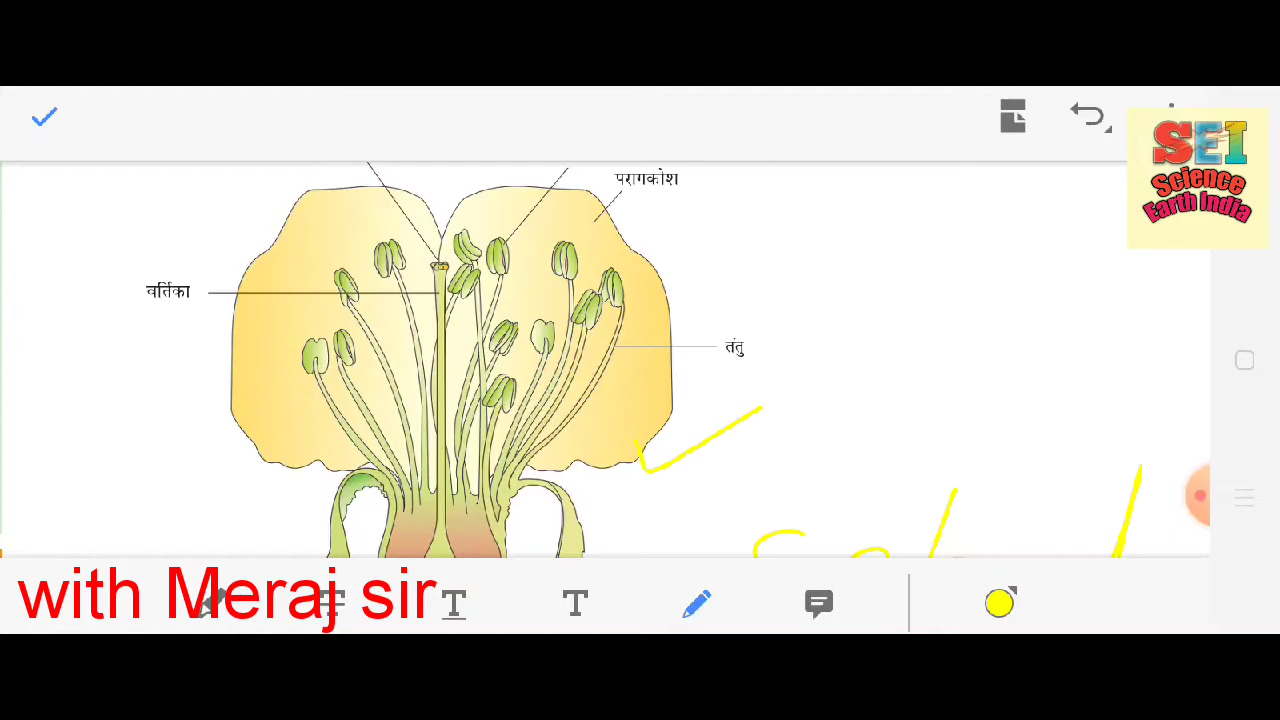 परागकोश
SEI
Science
Earth India
वर्तिका
तंतु
with Meraj sir